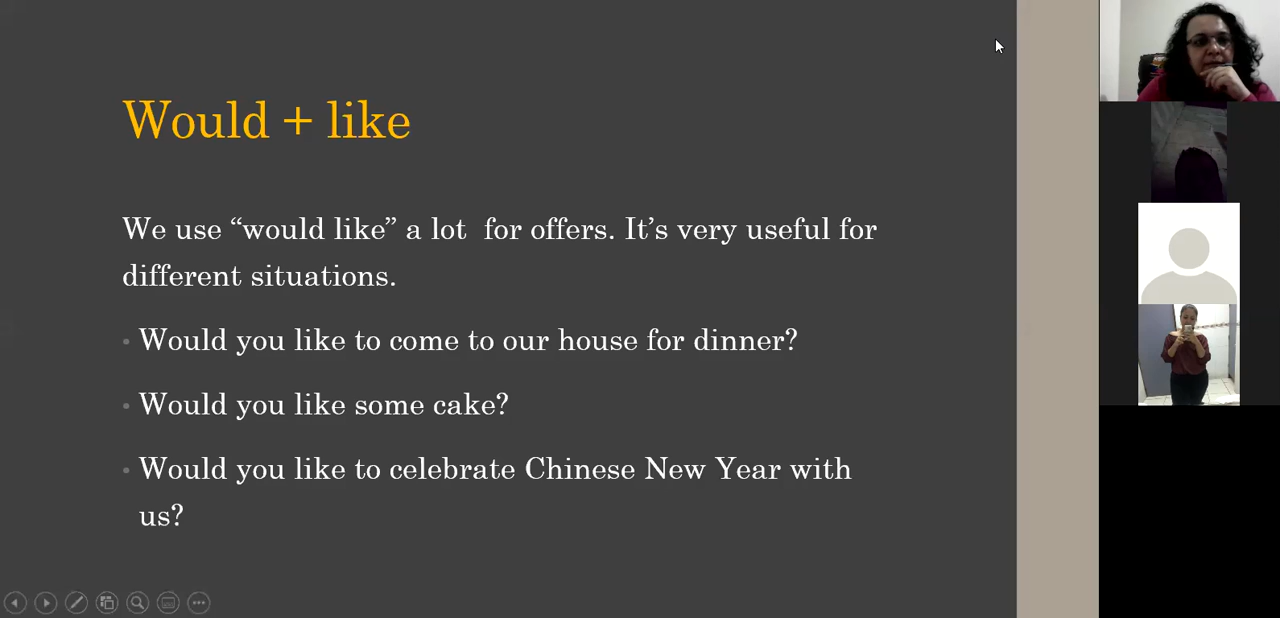 Would + like
We use “would like” a lot  for offers. It’s very useful for
different situations.
Would you like to come to our house for dinner?
Would you like some cake?
Would you like to celebrate Chinese New Year with
us?